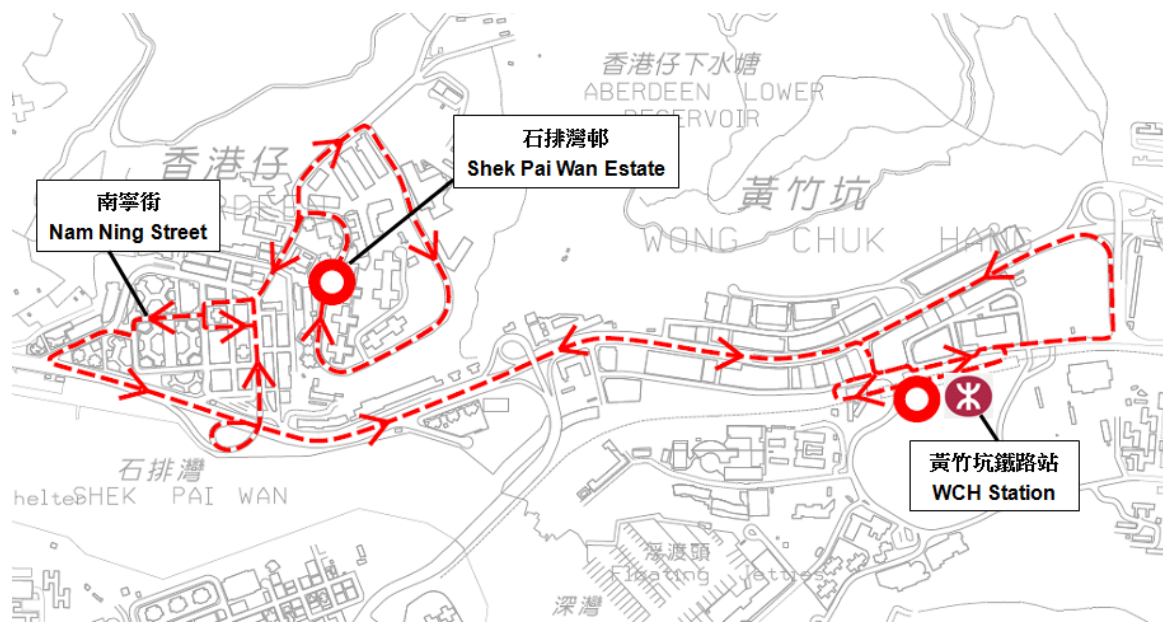 香港仔下水塘
ABERDEEN LOWER
RESERVOIR
石排灣邨
Shek Pai Wan Estate
香港仔
南寧街
Nam Ning Street
黃竹坑
WONG CHUK HANG
黃竹坑鐵路站
WCH Station
石排灣
helter
SHEK PAI WAN
浮渡頭
Floating Jetties
深灣